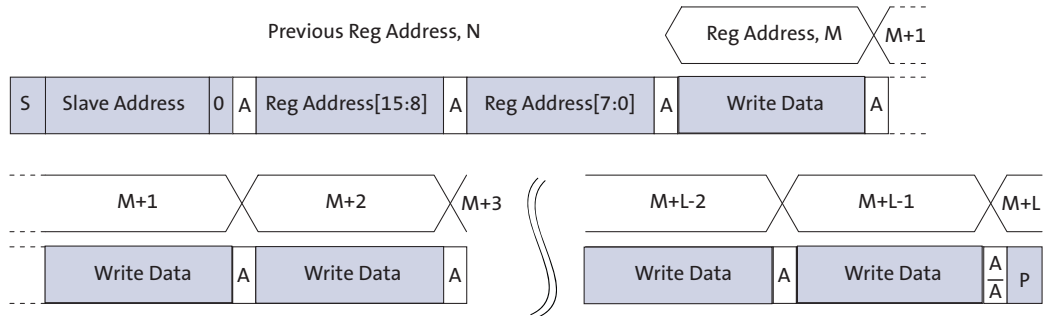 Previous Reg Address, N Reg Address, M M+1
S Slave Address 0 A Reg Address[15:8] A Reg Address[7:0] A Write Data A
M+1 M+2 M+3 M+L-2 M+L-1 M+L
Write Data A Write Data A Write Data A Write Data A P
A